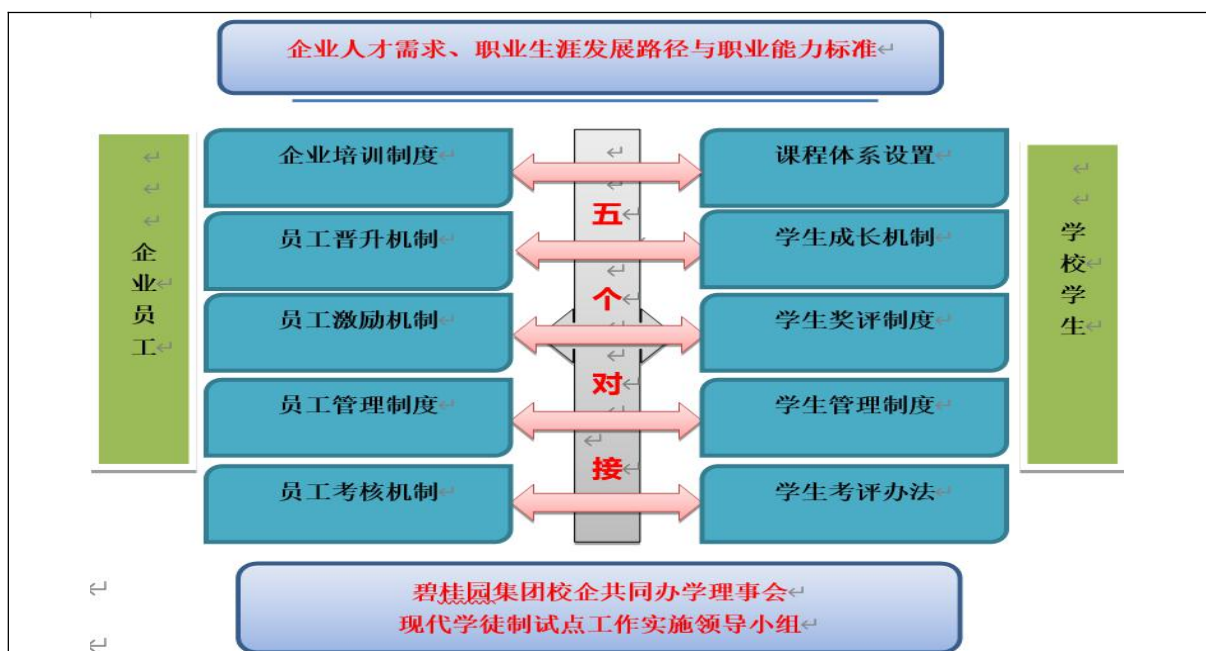 企业人才需求、职业生涯发展路径与职业能力标准
企业员工
企业培训制度
员工晋升机制
员工激励机制
员工管理制度
员工考核机制
五个对接
课程体系设置
学生成长机制
学生奖评制度
学生管理制度
学生考评办法
学校学生
碧桂园集团校企共同办学理事会
现代学徒制试点工作实施领导小组